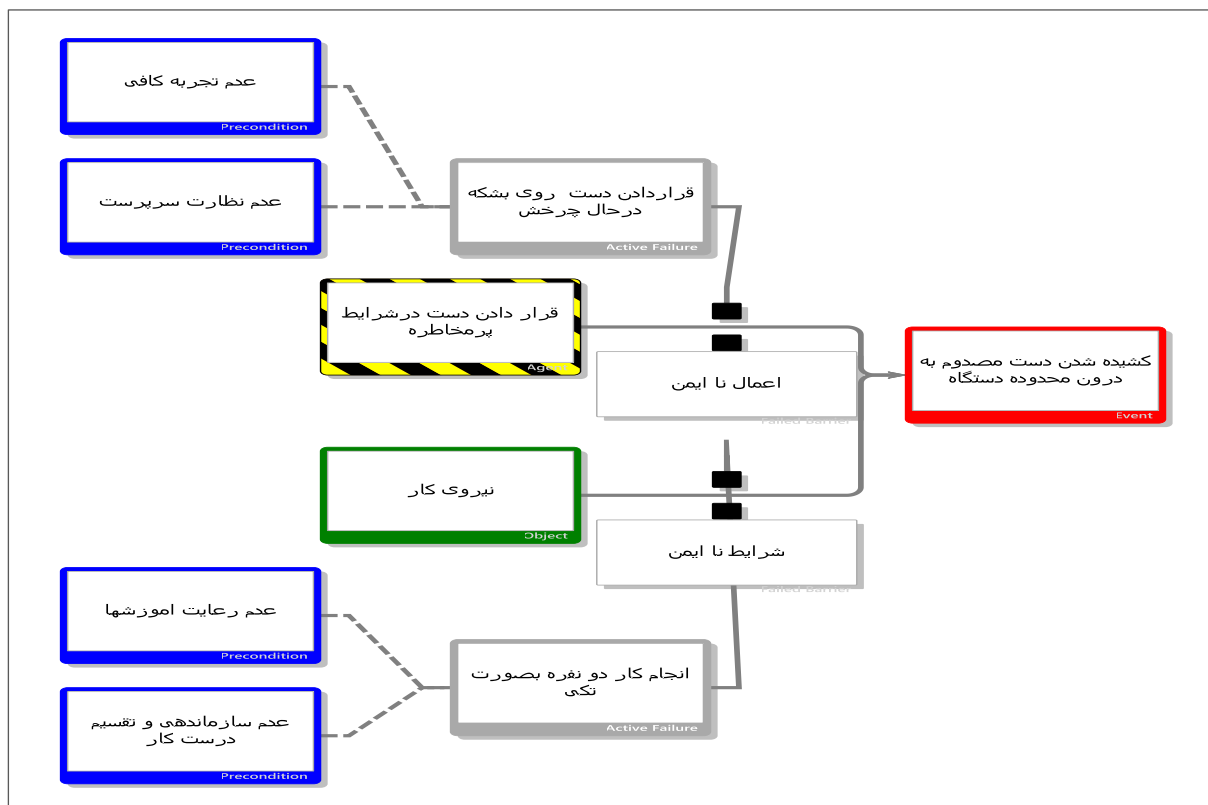 عدم تجربه کافی
Precondition
عدم نظارت سرپرست
Precondition
قراردادن دست روی بشکه
درحال چرخش
Active Failure
قرار دادن دست درشرایط
پرمخاطره
Agent
اعمال نا ایمن
Failed Barrier
کشیده شدن دست مصدوم به
درون محدوده دستگاه
Event
نیروی کار
Object
شرایط نا ایمن
Failed Barrier
عدم رعایت اموزشها
Precondition
انجام کار دو نفره بصورت
تکی
Active Failure
عدم سازماندهی و تقسیم
درست کار
Precondition